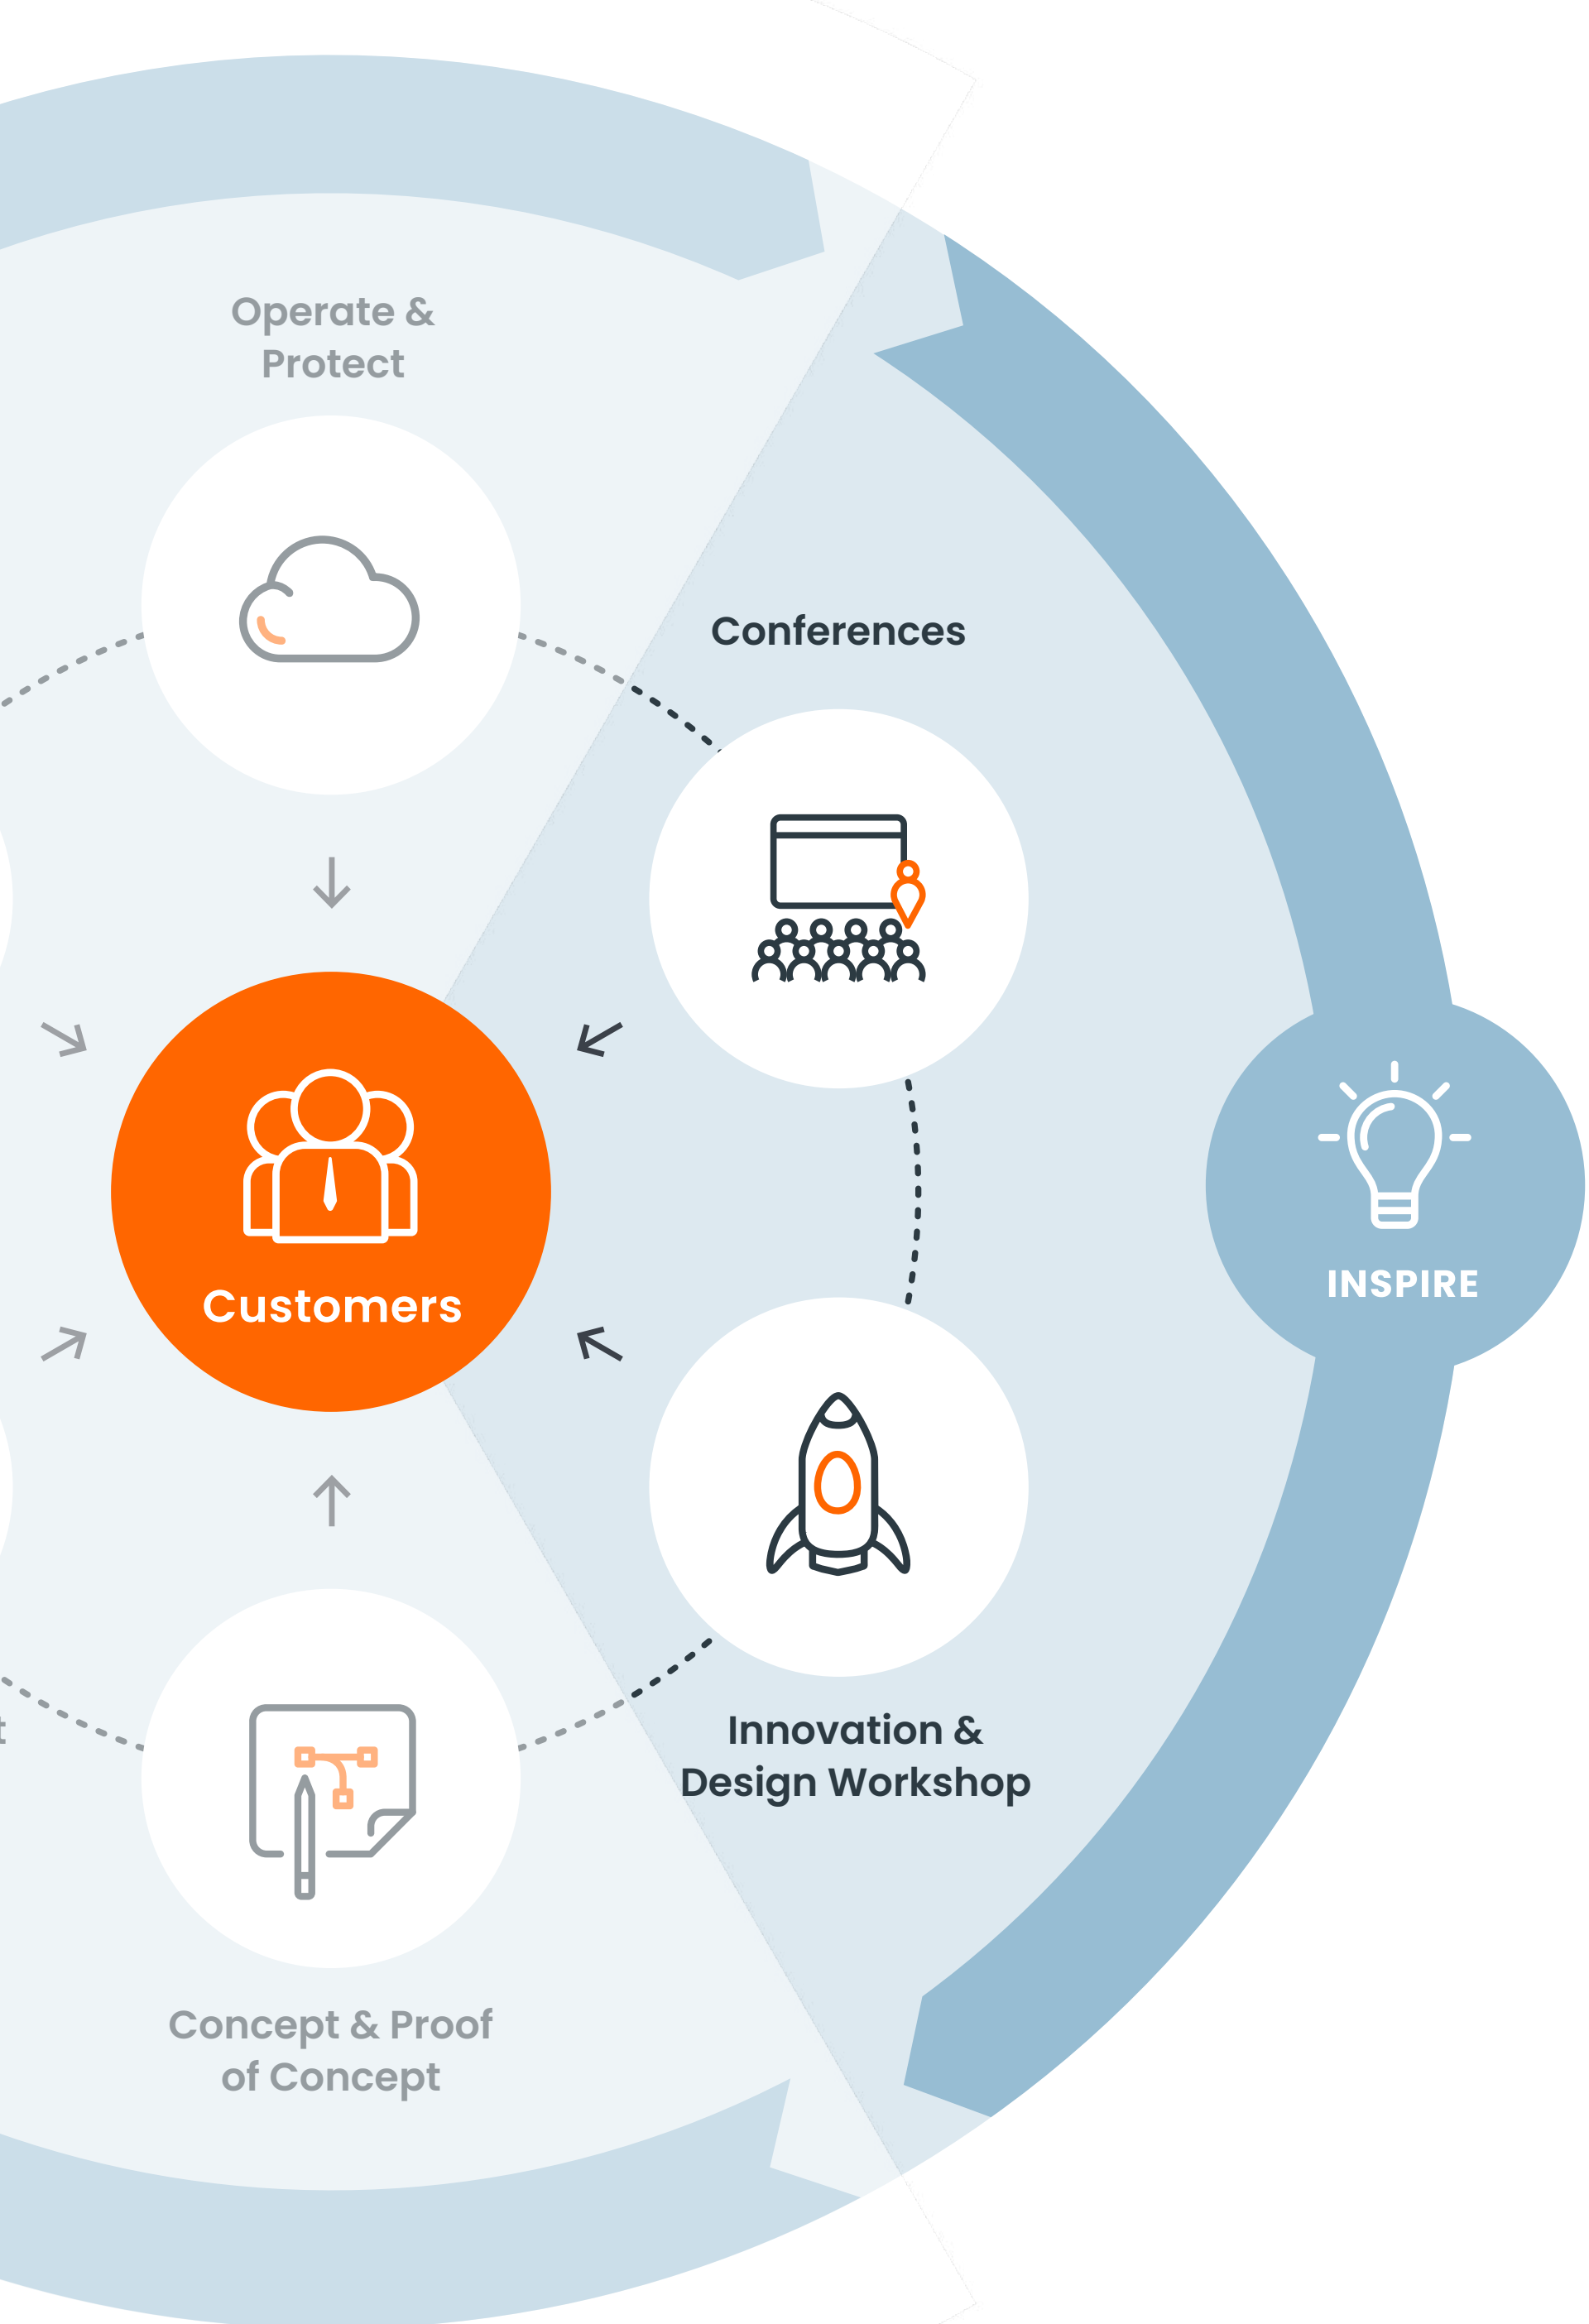 Operate &
Protect
Conferences
Customers
INSPIRE
Innovation &
Design Workshop
Concept & Proof
of Concept